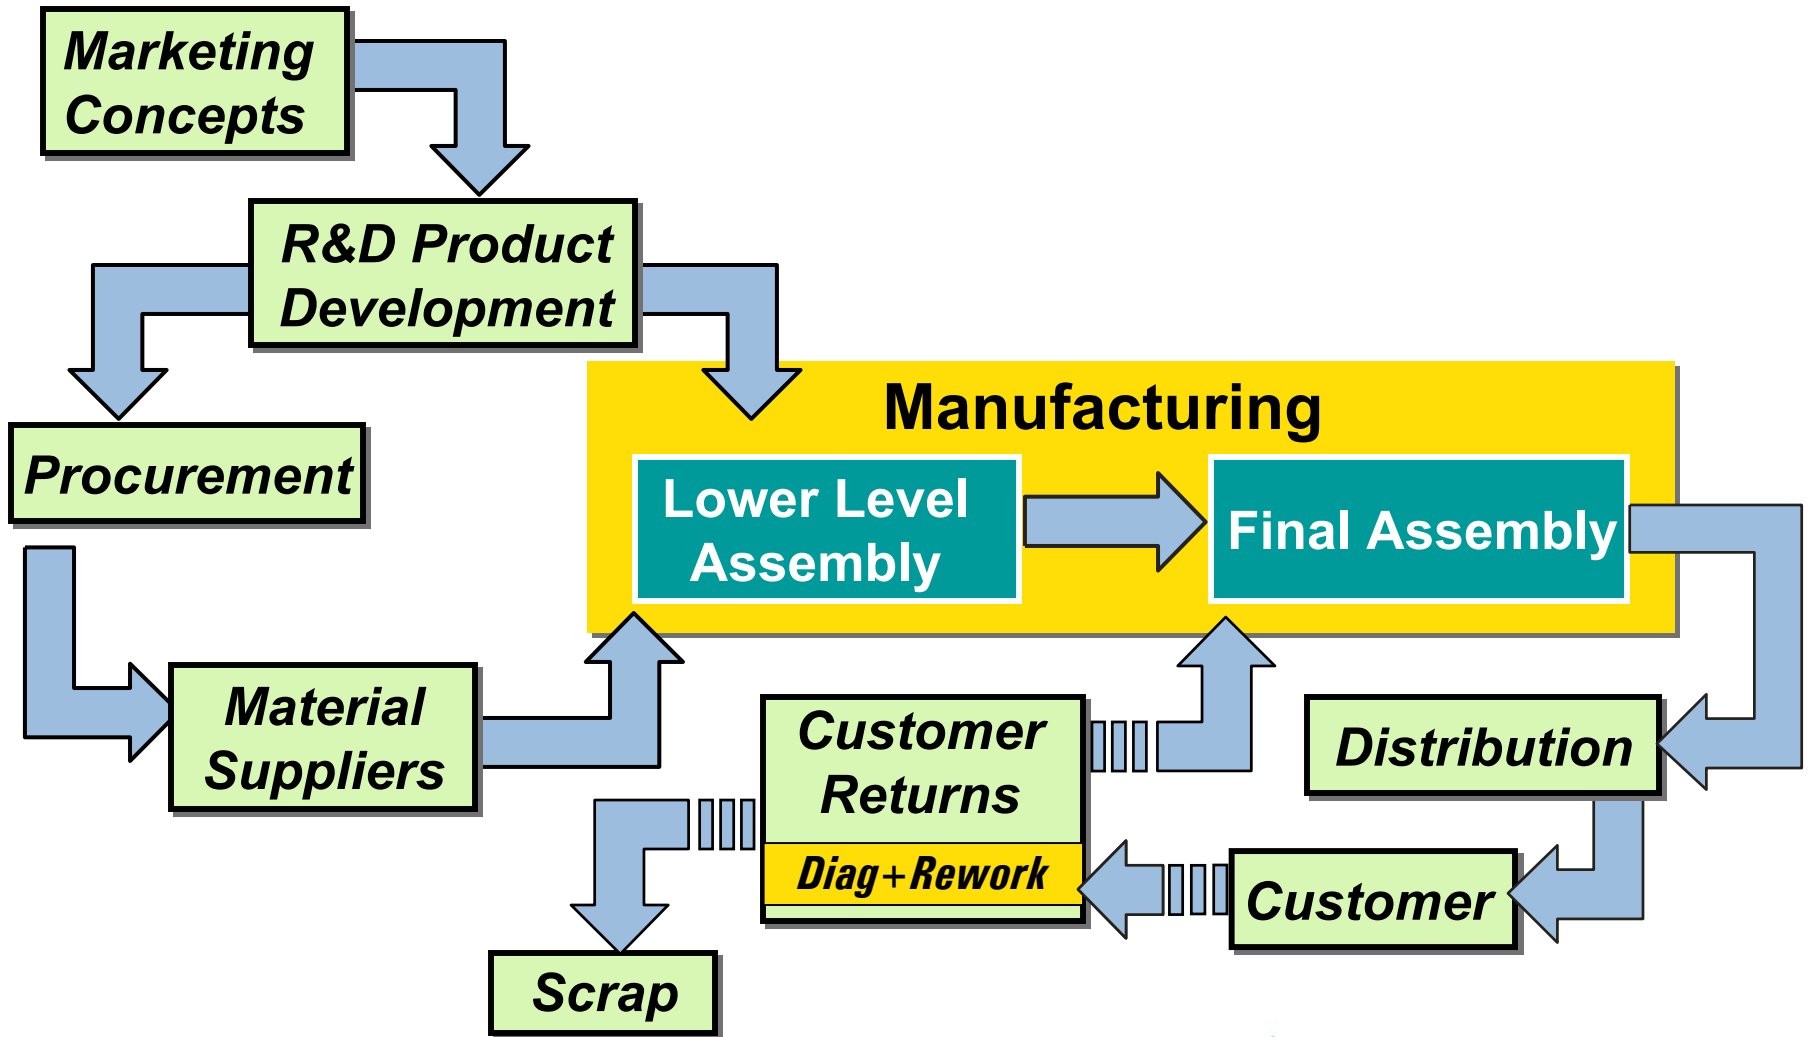 Marketing
Concepts
R&D Product
Development
Manufacturing
Procurement
Lower Level
Assembly
Final Assembly
Material
Suppliers
Customer
Returns
Diag+Rework
Distribution
Customer
Scrap